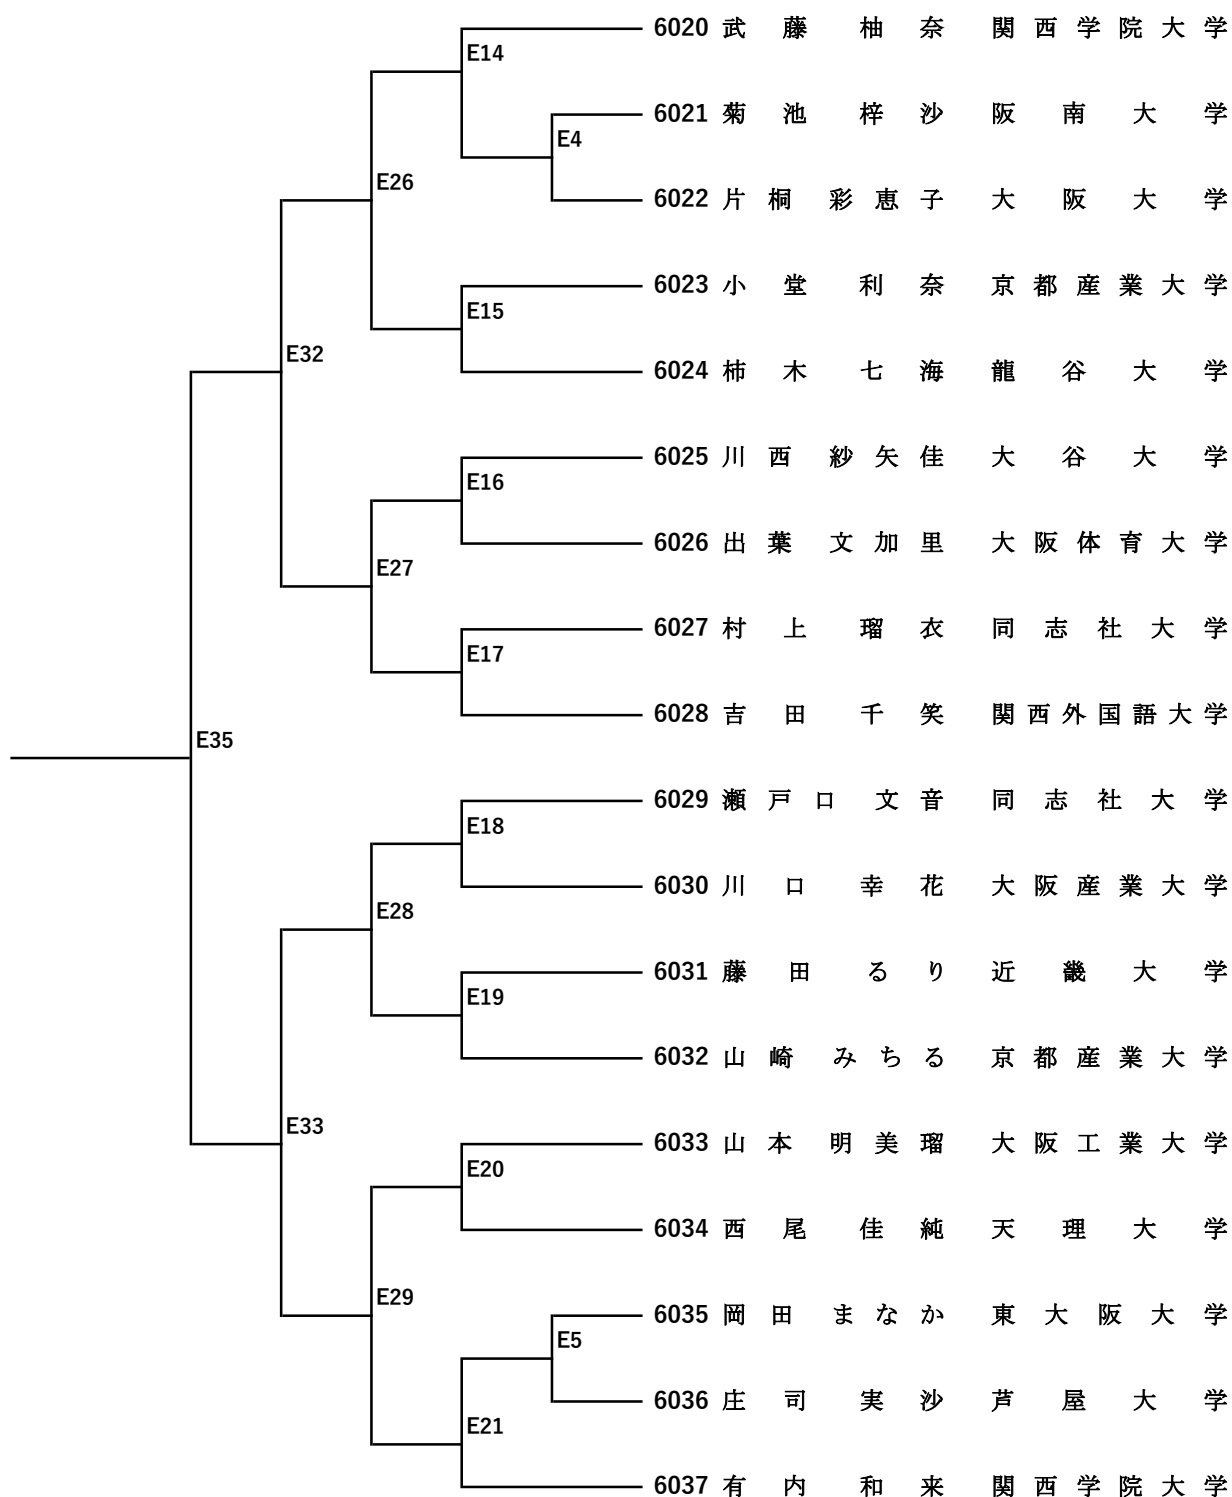 6020 武藤 柚奈 関西学院大学
E14
6021 菊池 梓沙 阪南大学
E4
E26
6022 片桐 彩恵子 大阪大学
6023 小堂 利奈 京都産業大学
E15
E32
6024 柿木 七海 龍谷大学
6025 川西 紗矢佳 大谷大学
E16
6026 出葉 文加里 大阪体育大学
E27
6027 村上 瑠衣 同志社大学
E17
6028 吉田 千笑 関西外国語大学
E35
6029 瀬戸口 文音 同志社大学
E18
6030 川口 幸花 大阪産業大学
E28
6031 藤田 るり 近畿大学
E19
6032 山崎 みちる 京都産業大学
E33
6033 山本 明美瑠 大阪工業大学
E20
6034 西尾 佳純 天理大学
E29
6035 岡田 まなか 東大阪大学
E5
6036 庄司 実沙 芦屋大学
E21
6037 有内 和来 関西学院大学